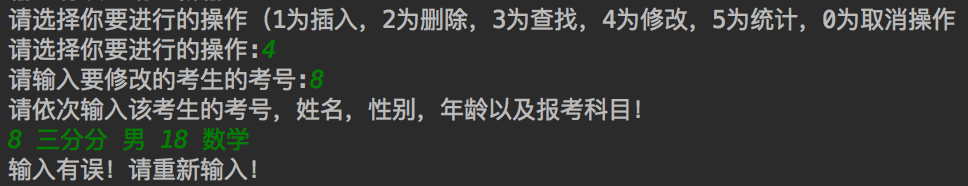 请选择你要进行的操作（1为插入，2为删除，3为查找，4为修改，5为统计，0为取消操作
请选择你要进行的操作:4
请输入要修改的考生的考号:8
请依次输入该考生的考号，姓名，性别，年龄以及报考科目！
8 三分分 男 18 数学
输入有误！请重新输入！